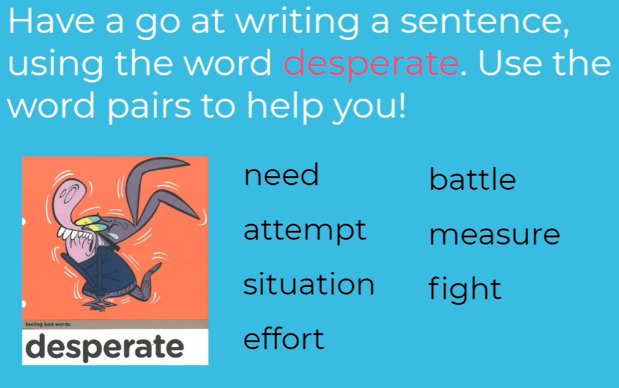 Have a go at writing a sentence,
using the word desperate. Use the
word pairs to help you!
need
attempt
situation
effort
battle
measure
fight
feeling bad words
desperate